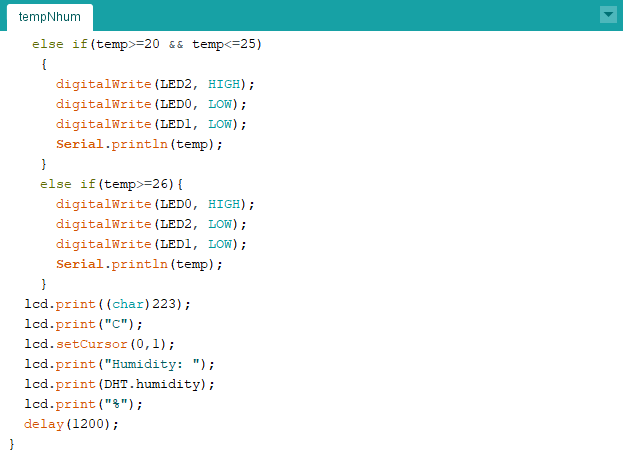 tempNhum
else if(temp>=20 && temp<=25)
{
digitalWrite(LED2, HIGH);
digitalWrite(LED0, LOW);
digitalWrite(LED1, LOW);
Serial.println(temp);
}
else if(temp>=26){
digitalWrite(LED0, HIGH);
digitalWrite(LED2, LOW);
digitalWrite(LED1, LOW);
Serial.println(temp);
}
lcd.print((char)223);
lcd.print("C");
lcd.setCursor(0,1);
lcd.print("Humidity: ");
lcd.print(DHT.humidity);
lcd.print("%");
delay(1200);
}